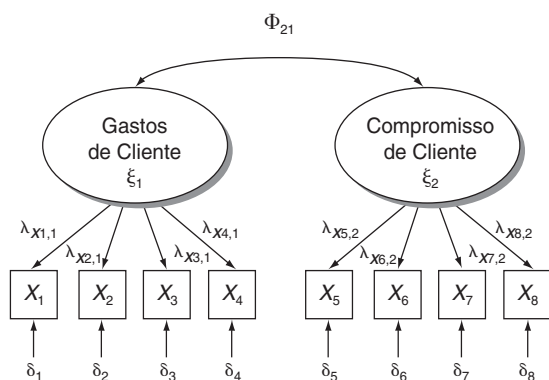 Φ21
Gastos
de Cliente
ξ1
Compromisso
de Cliente
ξ2
λX1,1
λX2,1
λX3,1
λX4,1
λX5,2
λX6,2
λX7,2
λX8,2
X1
X2
X3
X4
X5
X6
X7
X8
δ1
δ2
δ3
δ4
δ5
δ6
δ7
δ8